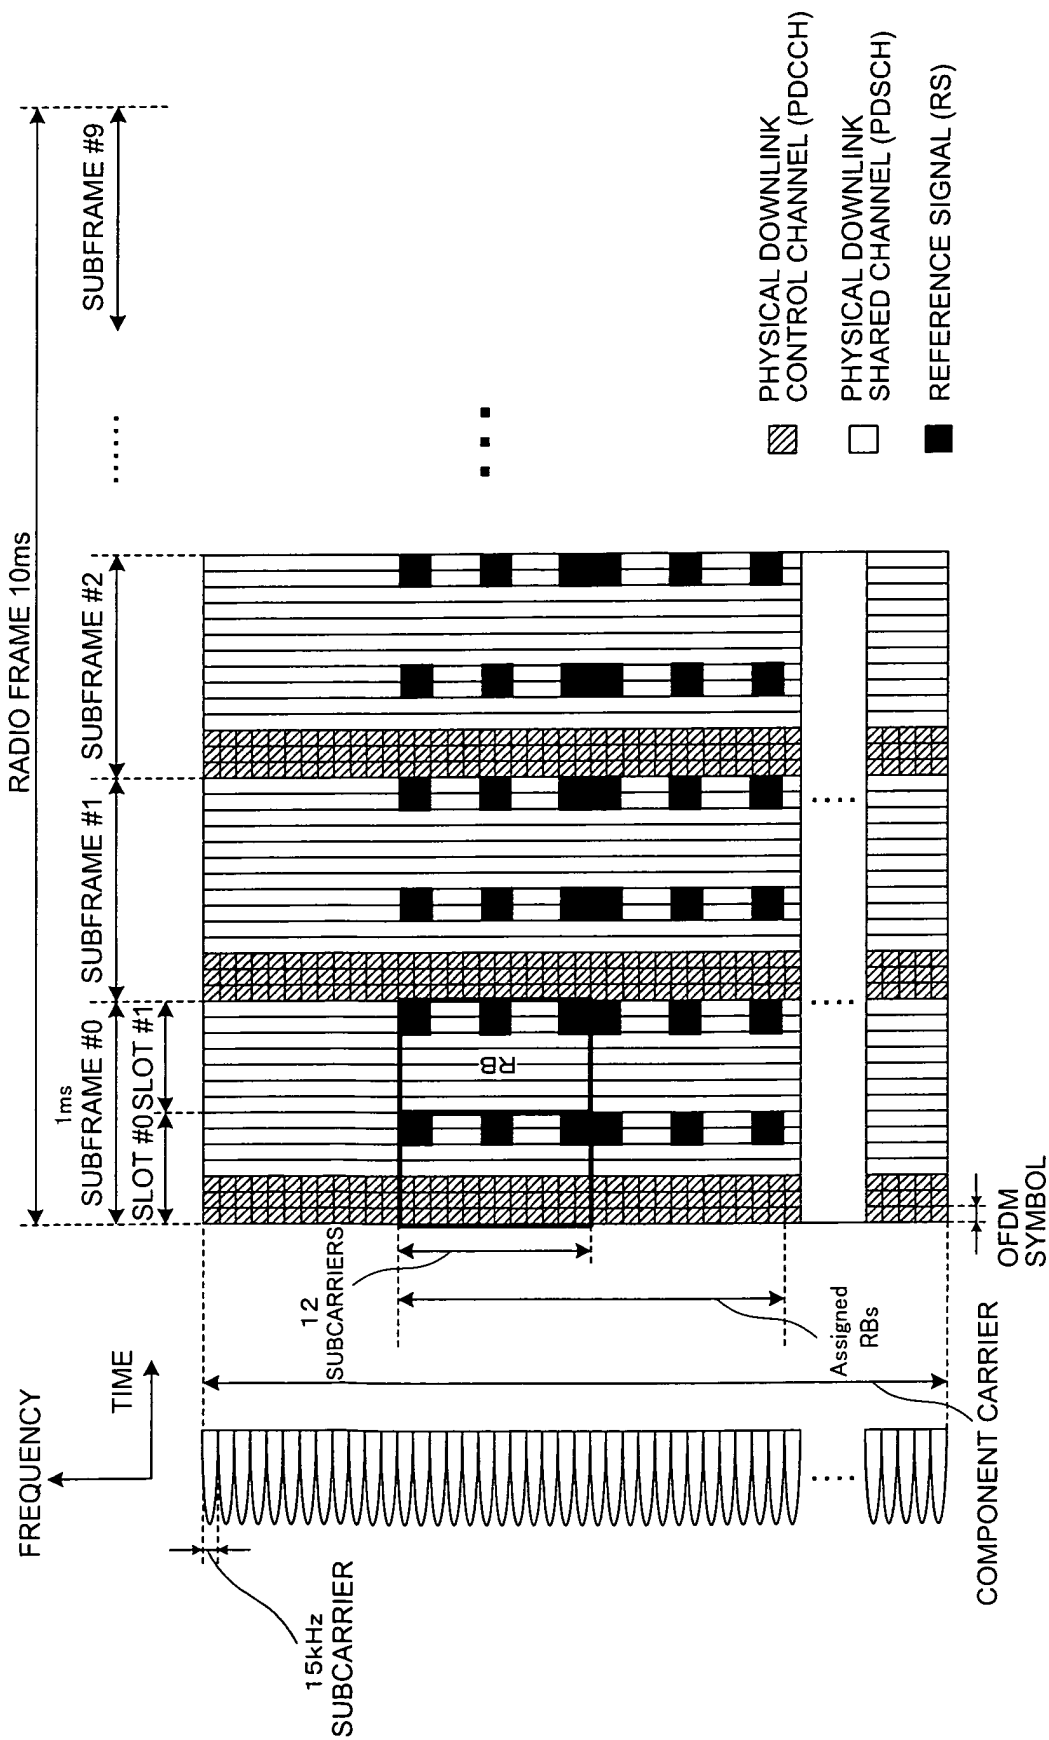 RADIO FRAME 10ms
1ms
SUBFRAME #0
SUBFRAME #1
SUBFRAME #2
......
SUBFRAME #9
SLOT #0
SLOT #1
FREQUENCY
TIME
15kHz
SUBCARRIER
12
SUBCARRIERS
RB
Assigned
RBs
COMPONENT CARRIER
OFDM
SYMBOL
PHYSICAL DOWNLINK
CONTROL CHANNEL (PDCCH)
PHYSICAL DOWNLINK
SHARED CHANNEL (PDSCH)
REFERENCE SIGNAL (RS)